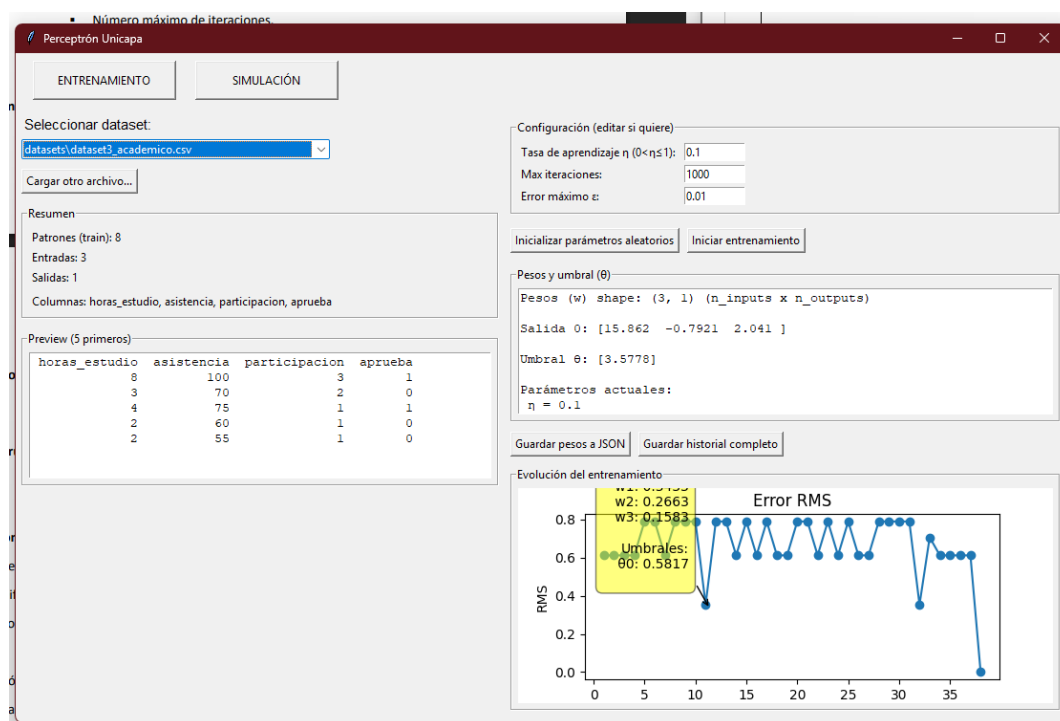 Número máximo de iteraciones.
Perceptrón Unicapa
ENTRENAMIENTO
SIMULACIÓN
Seleccionar dataset:
datasets\dataset3_academico.csv
Cargar otro archivo...
Resumen
Patrones (train): 8
Entradas: 3
Salidas: 1
Columnas: horas_estudio, asistencia, participacion, aprueba
Preview (5 primeros)
horas_estudio asistencia participacion aprueba
8 100 3 1
3 70 2 0
4 75 1 1
2 60 1 0
2 55 1 0
Configuración (editar si quiere)
Tasa de aprendizaje η (0<η≤1): 0.1
Max iteraciones: 1000
Error máximo ε: 0.01
Inicializar parámetros aleatorios
Iniciar entrenamiento
Pesos y umbral (θ)
Pesos (w) shape: (3, 1) (n_inputs x n_outputs)
Salida 0: [15.862 -0.7921 2.041 ]
Umbral θ: [3.5778]
Parámetros actuales:
η = 0.1
Guardar pesos a JSON
Guardar historial completo
Evolución del entrenamiento
Error RMS
w2: 0.2663
w3: 0.1583
Umbrales:
θ0: 0.5817
RMS
0.8
0.6
0.4
0.2
0.0
0 5 10 15 20 25 30 35